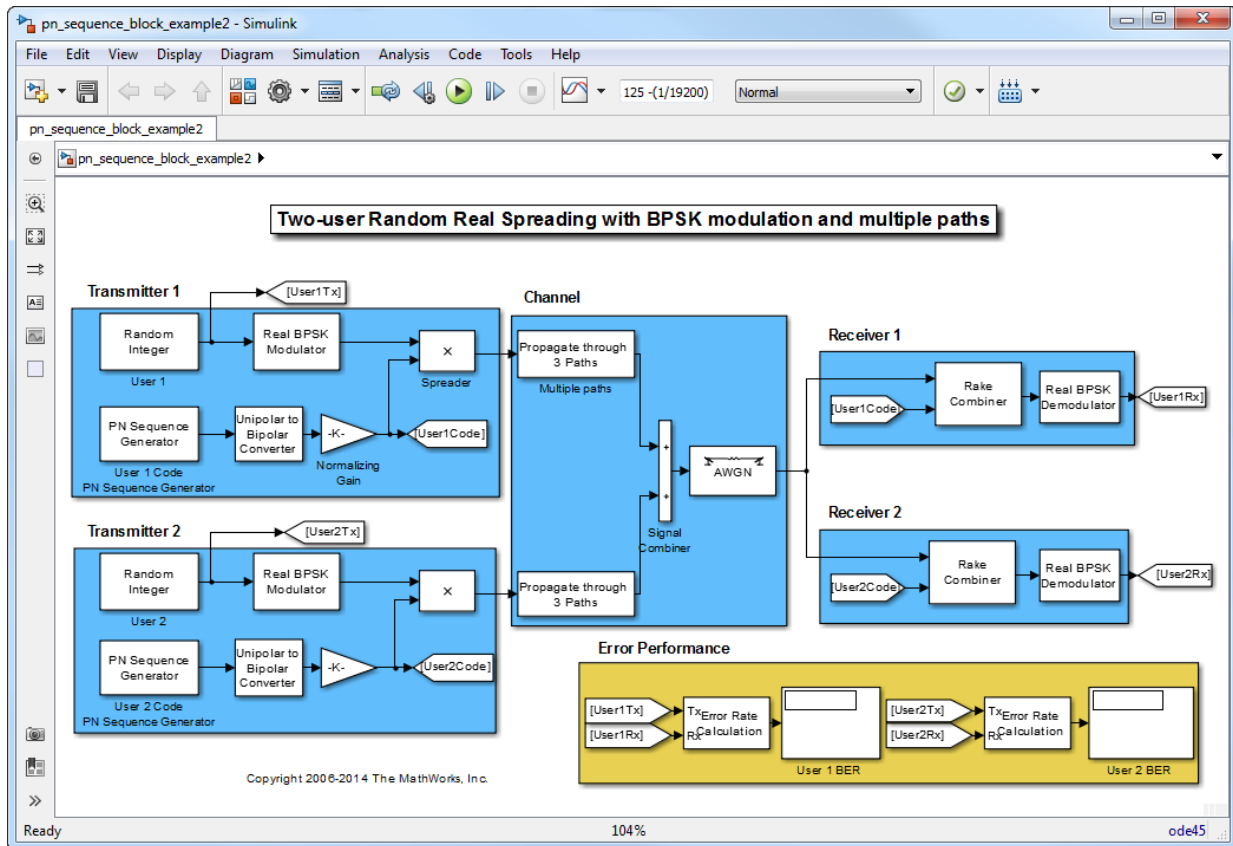 pn_sequence_block_example2 - Simulink
File Edit View Display Diagram Simulation Analysis Code Tools Help
125 -(1/19200) Normal
pn_sequence_block_example2
pn_sequence_block_example2
Two-user Random Real Spreading with BPSK modulation and multiple paths
Transmitter 1
[User1Tx]
Random
Integer
User 1
Real BPSK
Modulator
×
Spreader
PN Sequence
Generator
User 1 Code
PN Sequence Generator
Unipolar to
Bipolar
Converter
-K-
Normalizing
Gain
[User1Code]
Transmitter 2
[User2Tx]
Random
Integer
User 2
Real BPSK
Modulator
×
PN Sequence
Generator
User 2 Code
PN Sequence Generator
Unipolar to
Bipolar
Converter
-K-
[User2Code]
Channel
Propagate through
3 Paths
Multiple paths
+
+
Signal
Combiner
AWGN
Propagate through
3 Paths
Receiver 1
[User1Code]
Rake
Combiner
Real BPSK
Demodulator
[User1Rx]
Receiver 2
[User2Code]
Rake
Combiner
Real BPSK
Demodulator
[User2Rx]
Error Performance
[User1Tx]
[User1Rx]
Tx
Rx
Error Rate
Calculation
User 1 BER
[User2Tx]
[User2Rx]
Tx
Rx
Error Rate
Calculation
User 2 BER
Copyright 2006-2014 The MathWorks, Inc.
Ready 104% ode45